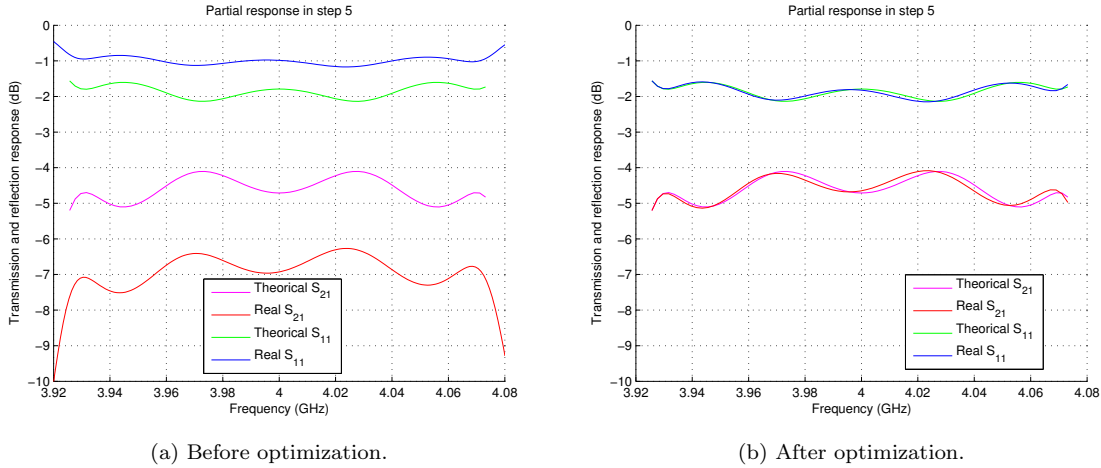 Partial response in step 5
0
−1
−2
−3
−4
−5
−6
−7
−8
−9
−10
3.92
3.94
3.96
3.98
4
4.02
4.04
4.06
4.08
Transmission and reflection response (dB)
Frequency (GHz)
Theorical S21
Real S21
Theorical S11
Real S11
(a) Before optimization.
Partial response in step 5
0
−1
−2
−3
−4
−5
−6
−7
−8
−9
−10
3.92
3.94
3.96
3.98
4
4.02
4.04
4.06
4.08
Transmission and reflection response (dB)
Frequency (GHz)
Theorical S21
Real S21
Theorical S11
Real S11
(b) After optimization.